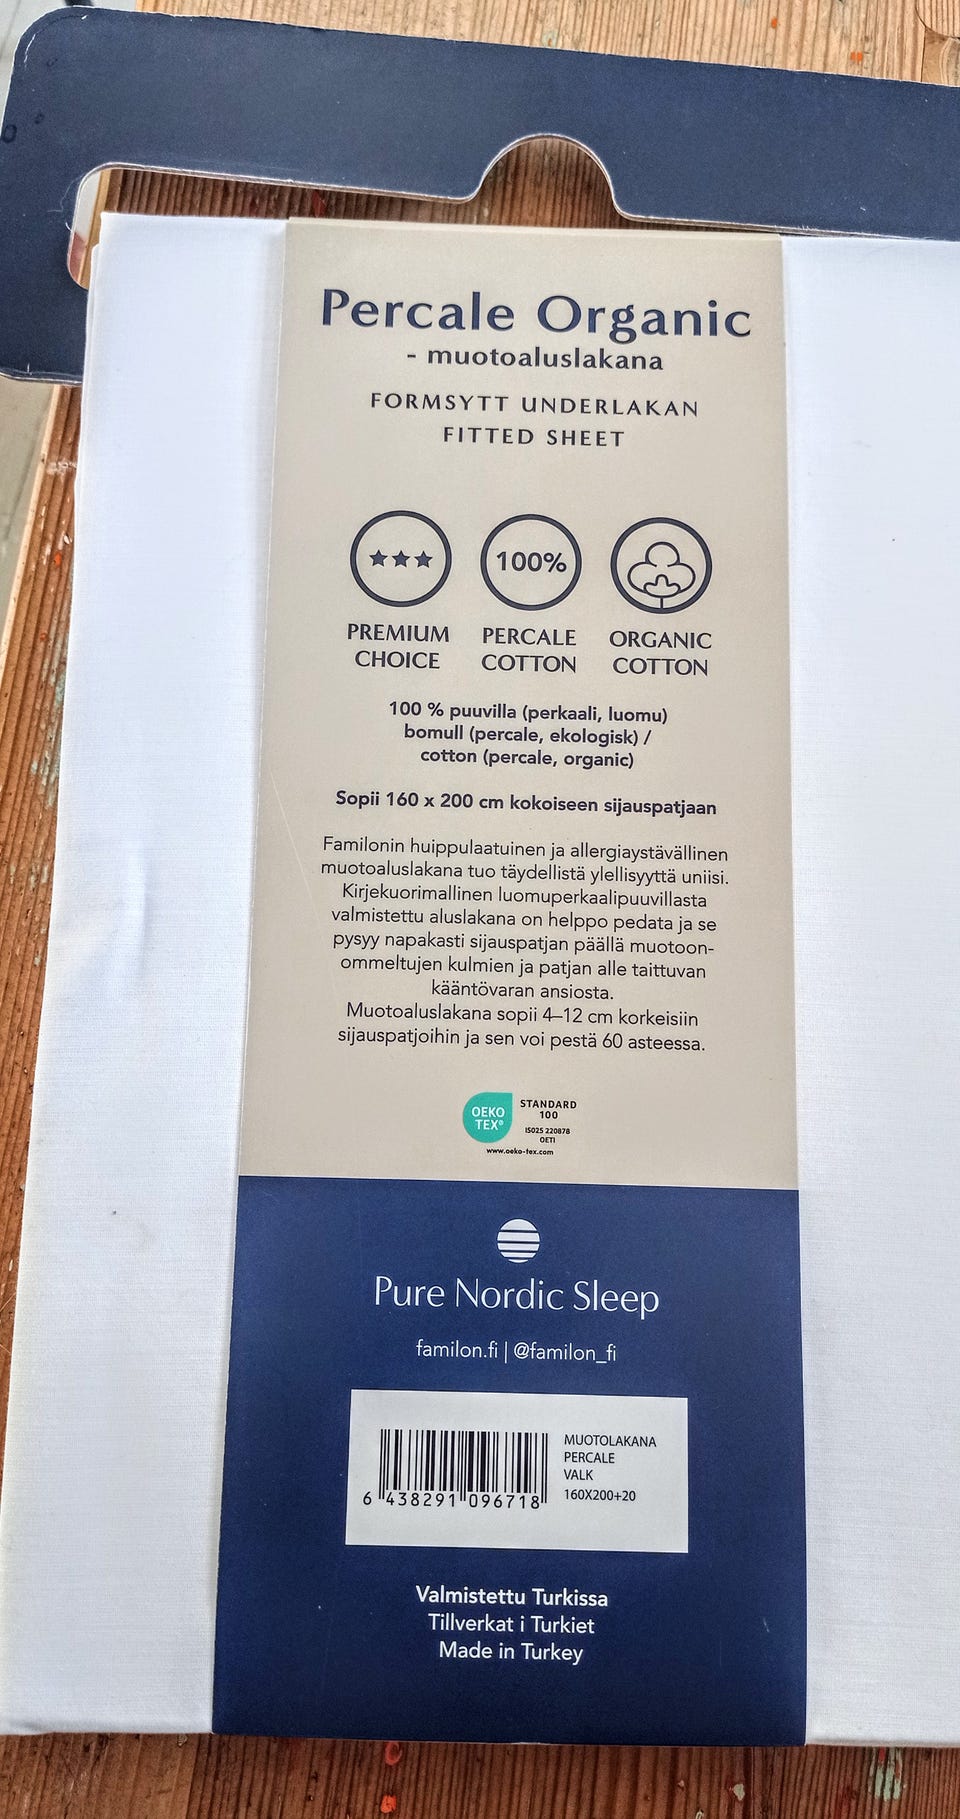 Percale Organic
- muotoaluslakana
FORMSYTT UNDERLAKAN
FITTED SHEET
100%
PREMIUM CHOICE
PERCALE COTTON
ORGANIC COTTON
100 % puuvilla (perkaali, luomu)
bomull (percale, ekologisk) /
cotton (percale, organic)
Sopii 160 x 200 cm kokoiseen sijauspatjaan
Familonin huippulaatuinen ja allergiaystävällinen
muotoaluslakana tuo täydellistä ylellisyyttä uniisi.
Kirjekuorimallinen luomuperkaalipuuvillasta
valmistettu aluslakana on helppo pedata ja se
pysyy napakasti sijauspatjan päällä muotoon-
ommeltujen kulmien ja patjan alle taittuvan
kääntövaran ansiosta.
Muotoaluslakana sopii 4–12 cm korkeisiin
sijauspatjoihin ja sen voi pestä 60 asteessa.
OEKO
TEX®
STANDARD
100
IS025 220878
OETI
www.oeko-tex.com
Pure Nordic Sleep
familon.fi | @familon_fi
6 438291 096718
MUOTOLAKANA
PERCALE
VALK
160X200+20
Valmistettu Turkissa
Tillverkat i Turkiet
Made in Turkey